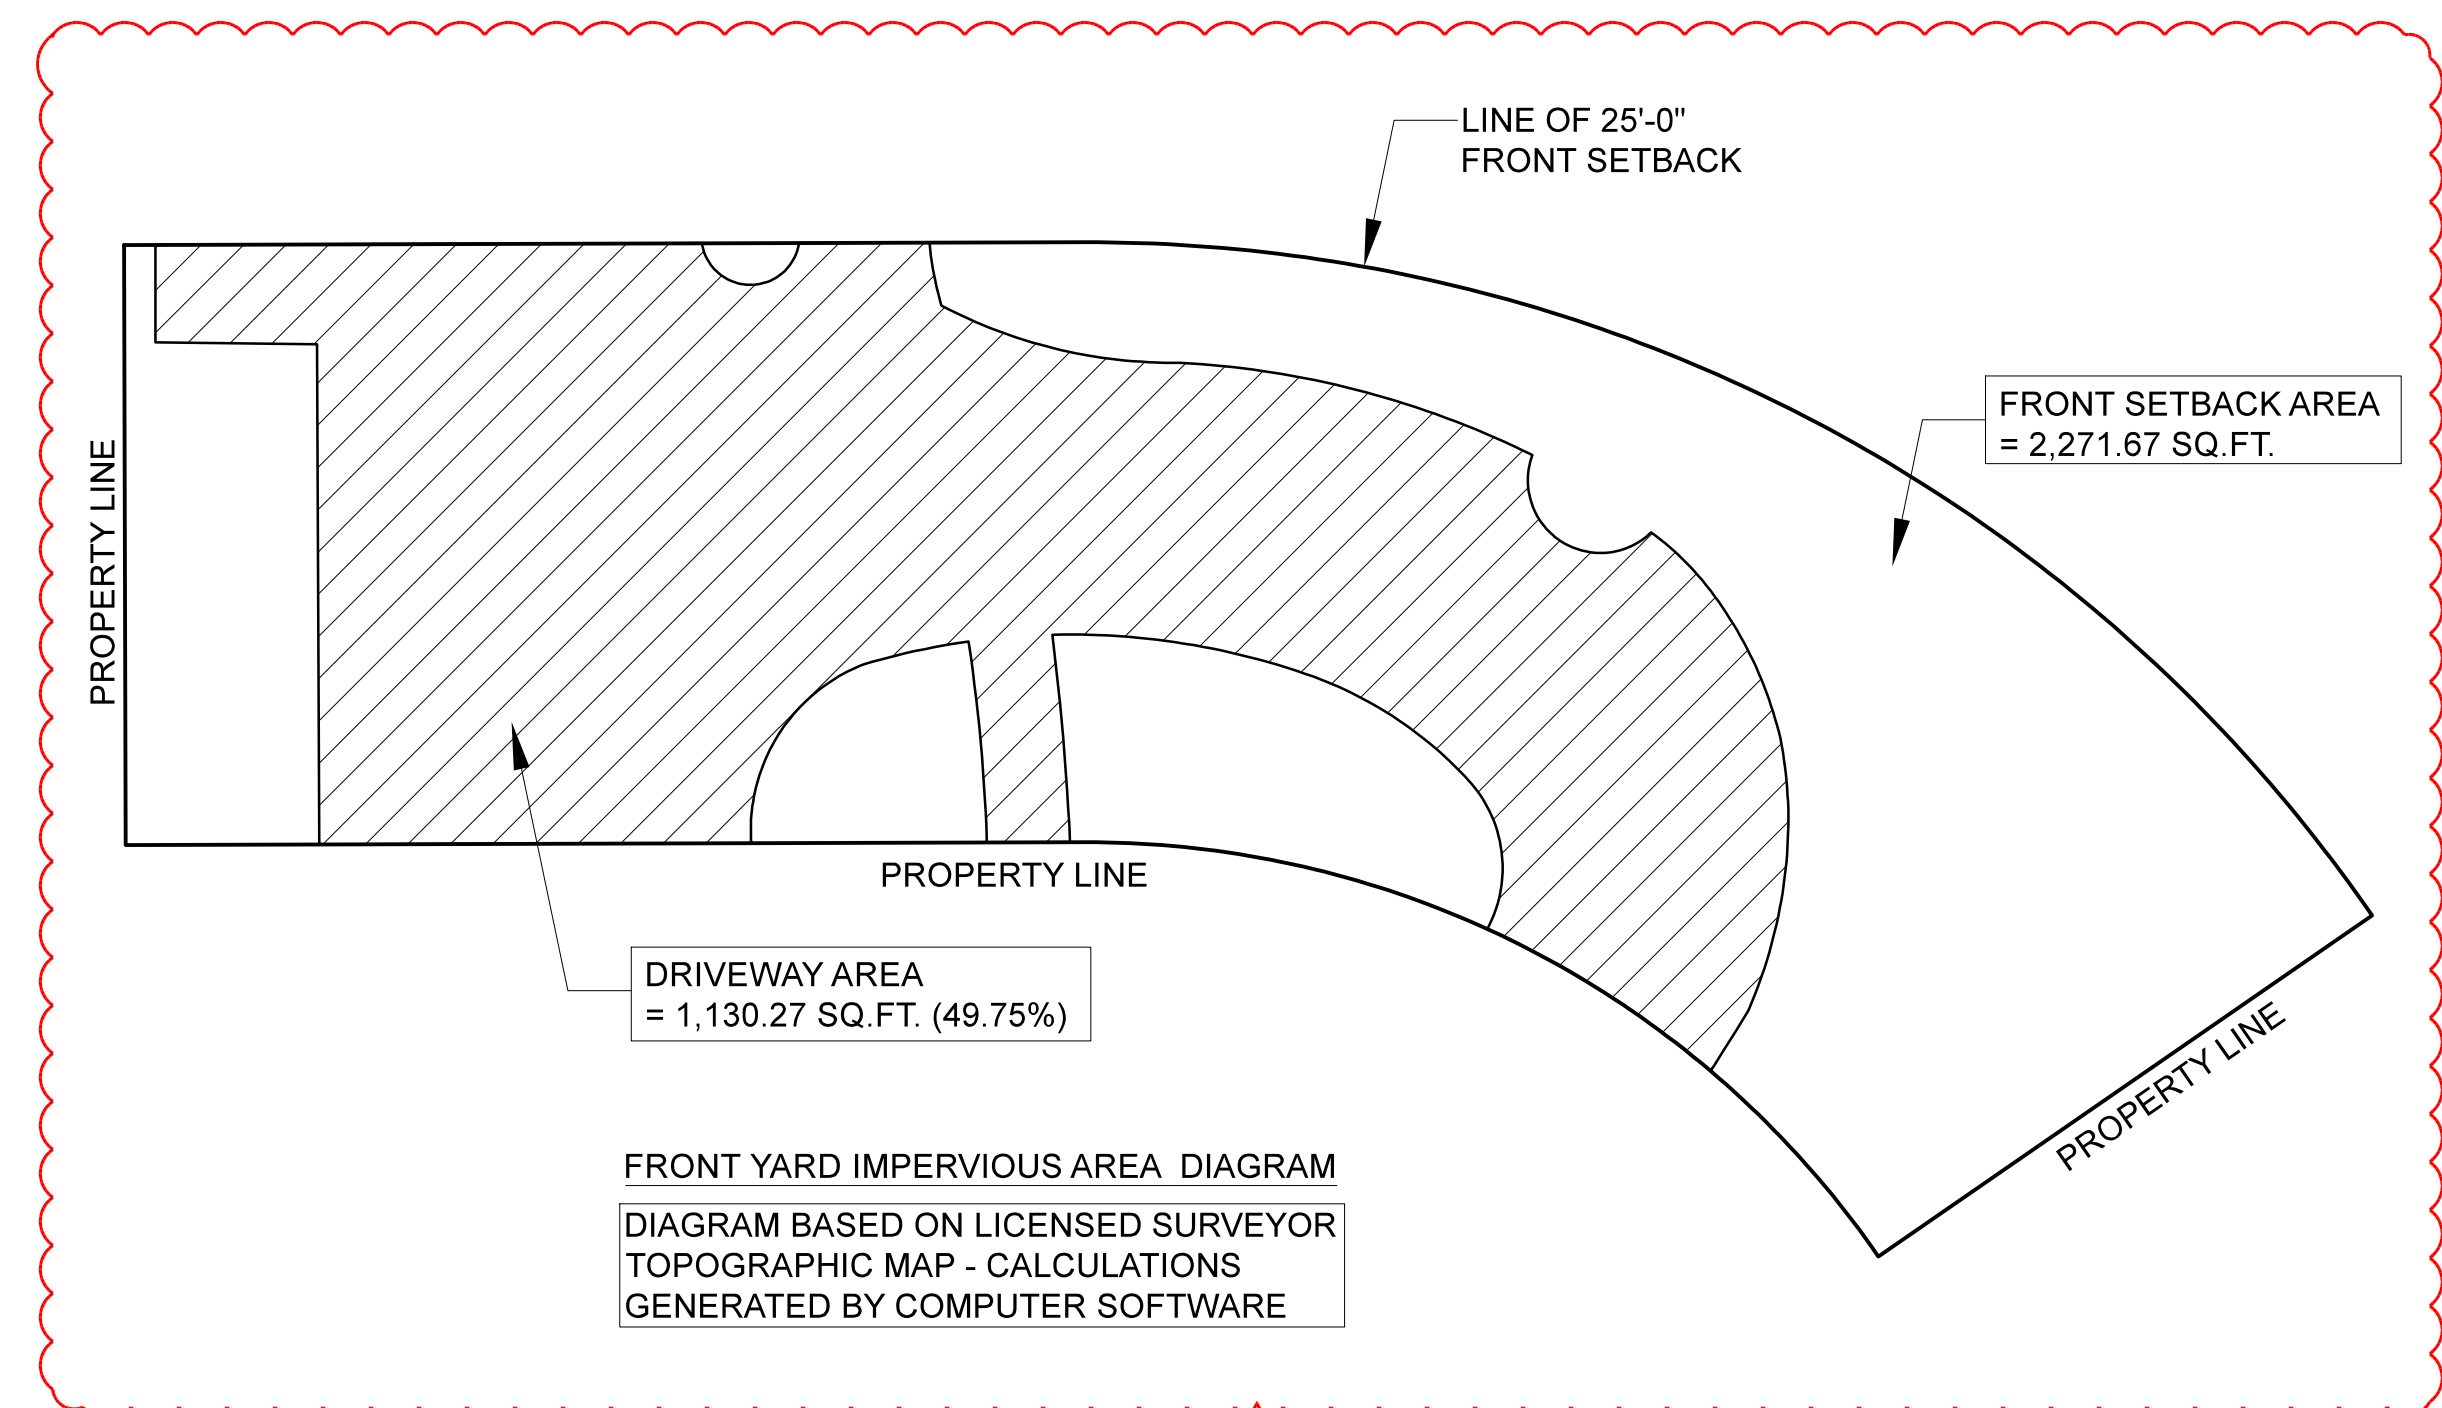 LINE OF 25'-0"
FRONT SETBACK
FRONT SETBACK AREA
= 2,271.67 SQ.FT.
PROPERTY LINE
PROPERTY LINE
DRIVEWAY AREA
= 1,130.27 SQ.FT. (49.75%)
PROPERTY LINE
FRONT YARD IMPERVIOUS AREA DIAGRAM
DIAGRAM BASED ON LICENSED SURVEYOR
TOPOGRAPHIC MAP - CALCULATIONS
GENERATED BY COMPUTER SOFTWARE